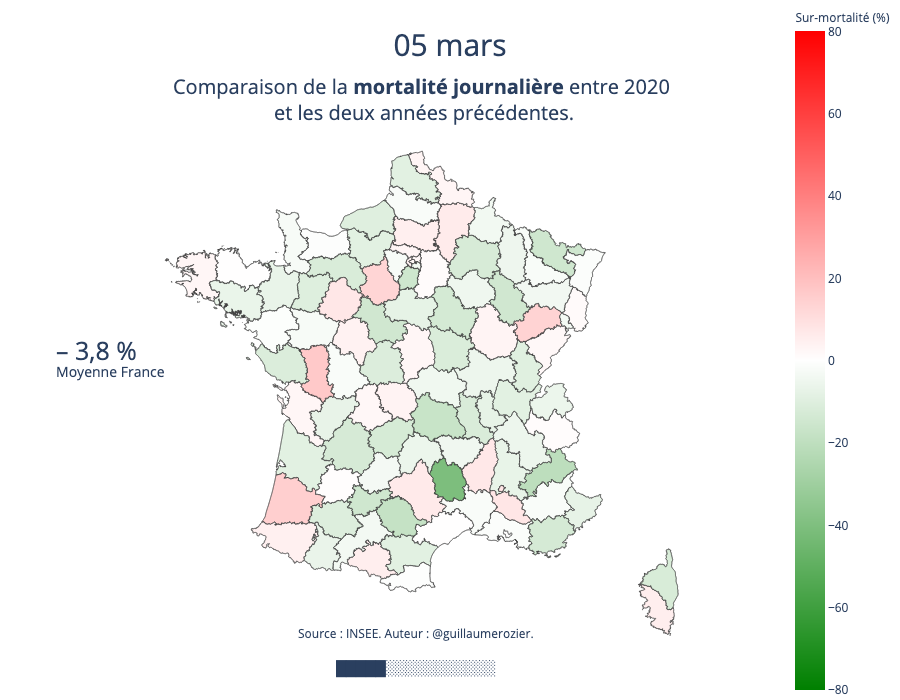 Sur-mortalité (%)
05 mars
Comparaison de la mortalité journalière entre 2020
et les deux années précédentes.
80
60
40
20
0
−20
−40
−60
−80
– 3,8 %
Moyenne France
Source : INSEE. Auteur : @guillaumerozier.